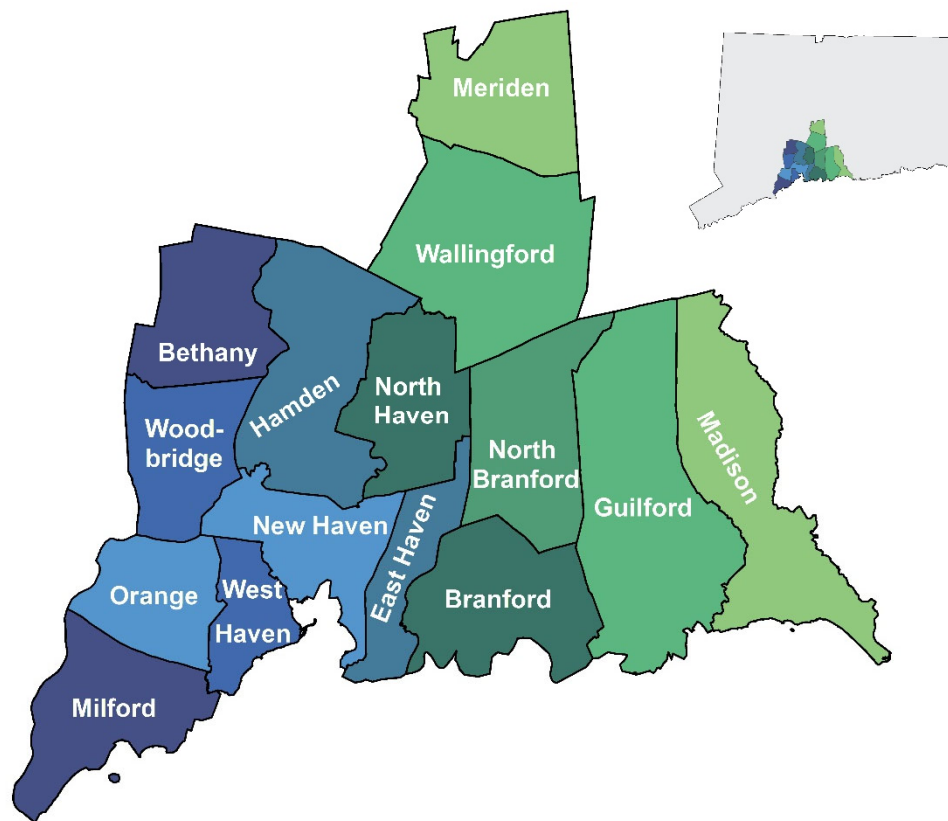 Meriden
Wallingford
Bethany
Hamden
North
Haven
Wood-
bridge
North
Branford
Madison
Guilford
New Haven
East Haven
Orange
West
Haven
Branford
Milford